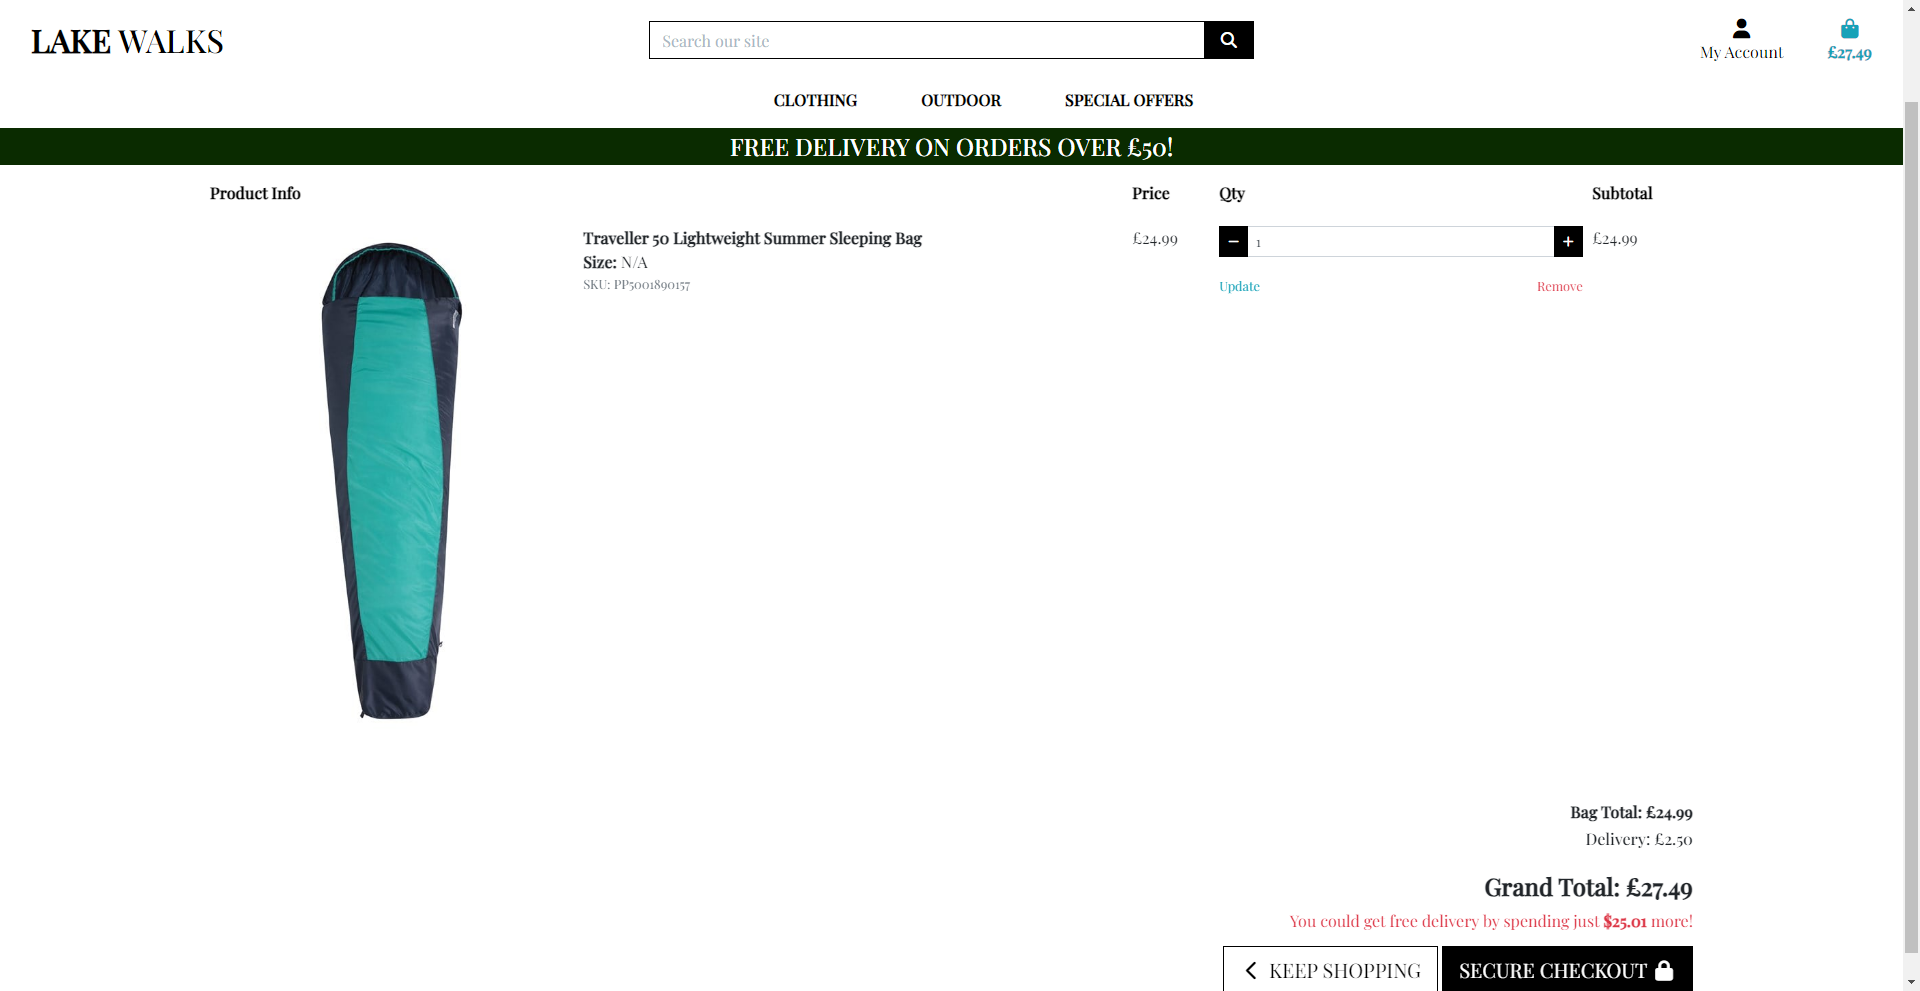 LAKE WALKS
Search our site
My Account
£27.49
CLOTHING OUTDOOR SPECIAL OFFERS
FREE DELIVERY ON ORDERS OVER £50!
Product Info Price Qty Subtotal
Traveller 50 Lightweight Summer Sleeping Bag £24.99 1 £24.99
Size: N/A
SKU: PP5001890157
Update Remove
Bag Total: £24.99
Delivery: £2.50
Grand Total: £27.49
You could get free delivery by spending just $25.01 more!
KEEP SHOPPING SECURE CHECKOUT